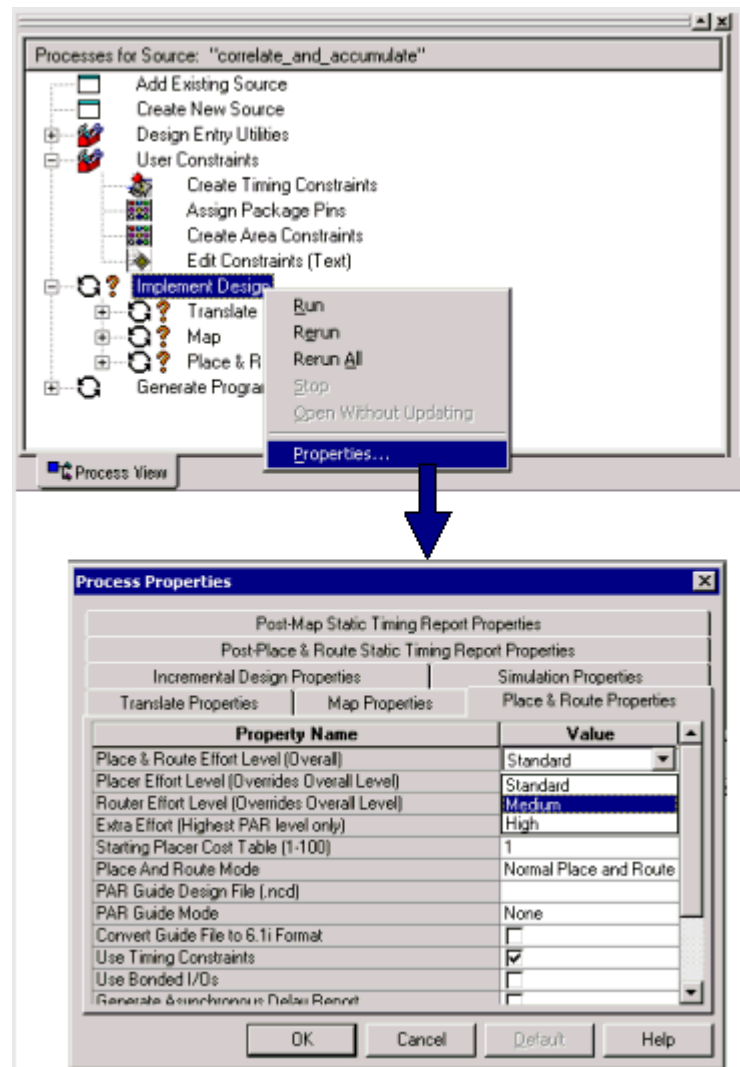 Processes for Source: "correlate_and_accumulate"
Add Existing Source
Create New Source
Design Entry Utilities
User Constraints
Create Timing Constraints
Assign Package Pins
Create Area Constraints
Edit Constraints (Text)
Implement Design
Translate
Map
Place & R
Generate Progra
Run
Rerun
Rerun All
Stop
Open Without Updating
Properties...
Process View
Process Properties
Post-Map Static Timing Report Properties
Post-Place & Route Static Timing Report Properties
Incremental Design Properties Simulation Properties
Translate Properties Map Properties Place & Route Properties
Property Name Value
Place & Route Effort Level (Overall) Standard
Placer Effort Level (Overrides Overall Level) Standard
Router Effort Level (Overrides Overall Level) Medium
Extra Effort (Highest PAR level only) High
Starting Placer Cost Table (1-100) 1
Place And Route Mode Normal Place and Route
PAR Guide Design File (.ncd)
PAR Guide Mode None
Convert Guide File to 6.1i Format
Use Timing Constraints
Use Bonded I/Os
Generate Asynchronous Delay Report
OK Cancel Default Help